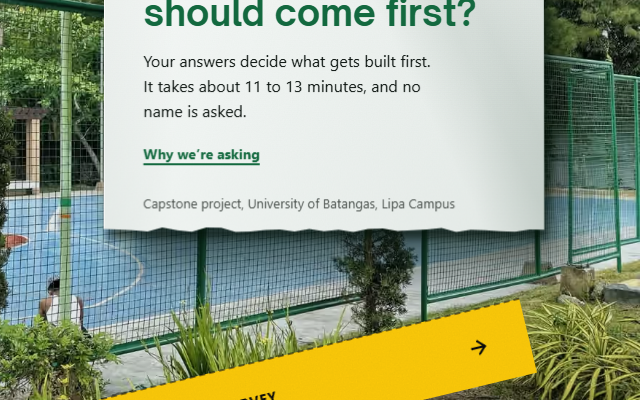 should come first?
Your answers decide what gets built first.
It takes about 11 to 13 minutes, and no
name is asked.
Why we're asking
Capstone project, University of Batangas, Lipa Campus